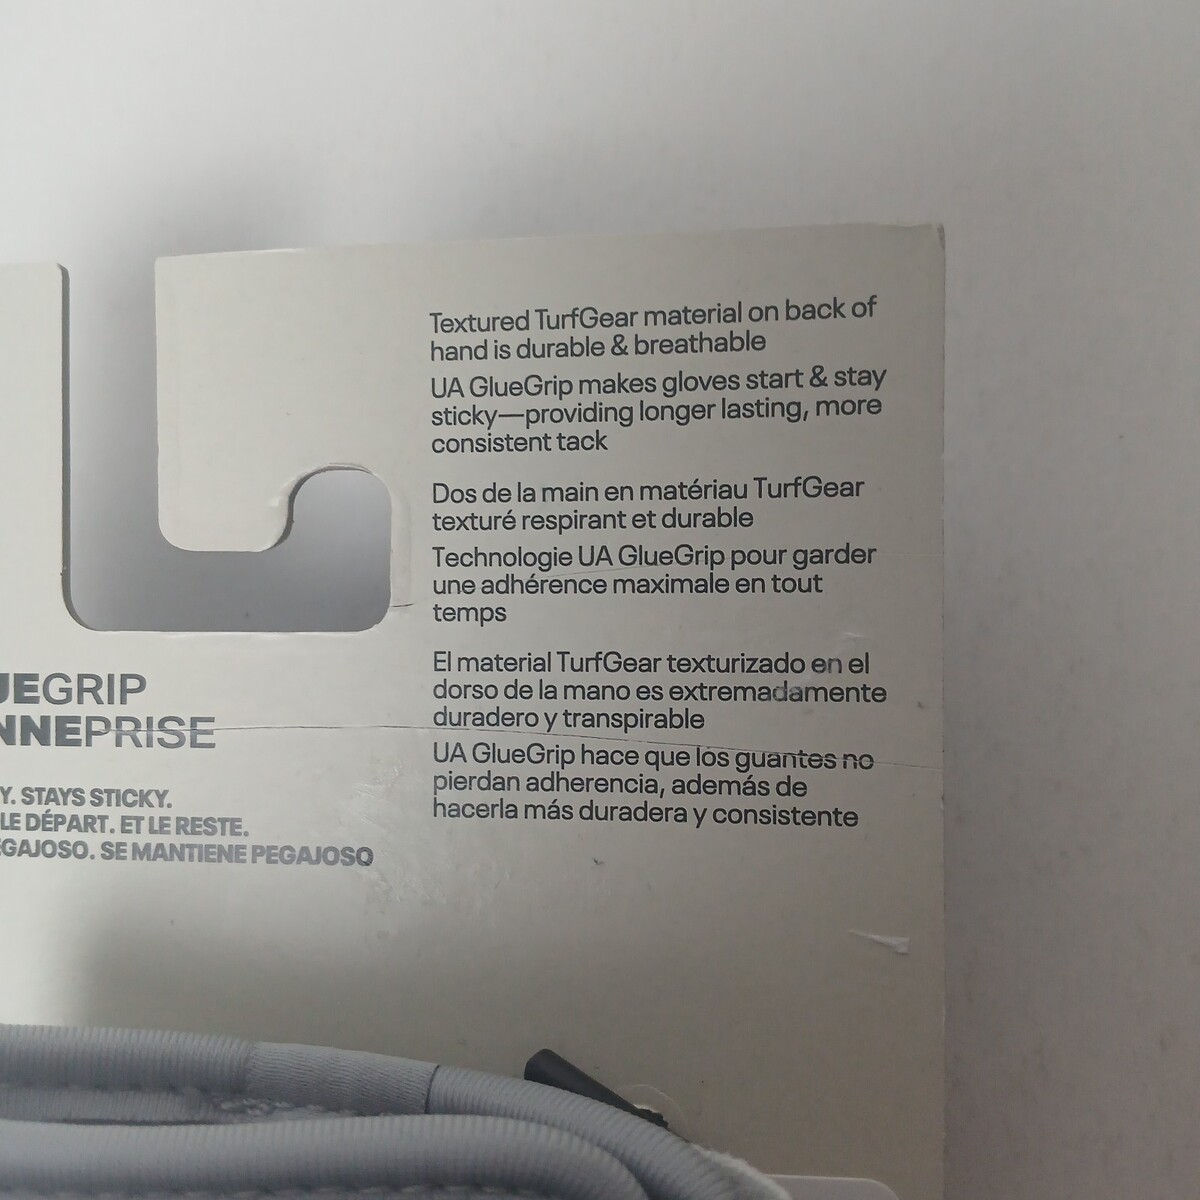 Textured TurfGear material on back of
hand is durable & breathable
UA GlueGrip makes gloves start & stay
sticky—providing longer lasting, more
consistent tack
Dos de la main en matériau TurfGear
texturé respirant et durable
Technologie UA GlueGrip pour garder
une adhérence maximale en tout
temps
El material TurfGear texturizado en el
dorso de la mano es extremadamente
duradero y transpirable
UA GlueGrip hace que los guantes no
pierdan adherencia, además de
hacerla más duradera y consistente
UEGRIP
NNEPRISE
Y. STAYS STICKY.
LE DÉPART. ET LE RESTE.
EGAJOSO. SE MANTIENE PEGAJOSO